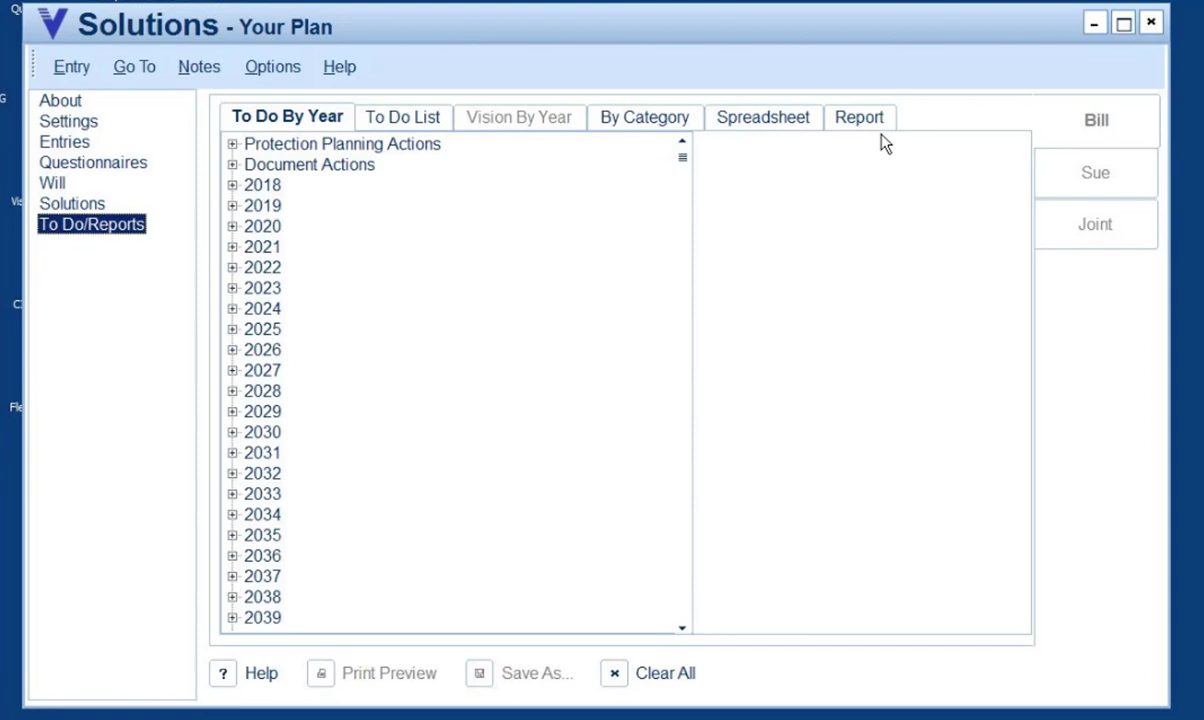 Solutions - Your Plan
Entry Go To Notes Options Help
About
Settings
Entries
Questionnaires
Will
Solutions
To Do/Reports
To Do By Year To Do List Vision By Year By Category Spreadsheet Report
Protection Planning Actions
Document Actions
2018
2019
2020
2021
2022
2023
2024
2025
2026
2027
2028
2029
2030
2031
2032
2033
2034
2035
2036
2037
2038
2039
Bill
Sue
Joint
? Help Print Preview Save As... Clear All